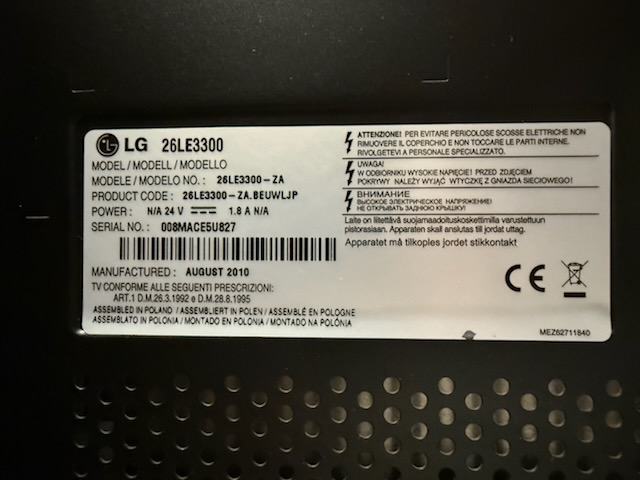 LG 26LE3300
MODEL / MODELL / MODELLO
MODELE / MODELO NO. : 26LE3300-ZA
PRODUCT CODE : 26LE3300-ZA.BEUWLJP
POWER : N/A 24 V ⎓ 1.8 A N/A
SERIAL NO. : 008MACE5U827
MANUFACTURED : AUGUST 2010
TV CONFORME ALLE SEGUENTI PRESCRIZIONI:
ART.1 D.M.26.3.1992 e D.M.28.8.1995
ASSEMBLED IN POLAND / ASSEMBLIERT IN POLEN / ASSEMBLÉ EN POLOGNE
ASSEMBLATO IN POLONIA / MONTADO EN POLONIA / MONTADO NA POLÓNIA
ATTENZIONE! PER EVITARE PERICOLOSE SCOSSE ELETTRICHE NON
RIMUOVERE IL COPERCHIO E NON TOCCARE LE PARTI INTERNE.
RIVOLGETEVI A PERSONALE SPECIALIZZATO.
UWAGA!
W ODBIORNIKU WYSOKIE NAPIĘCIE! PRZED ZDJĘCIEM
POKRYWY NALEŻY WYJĄĆ WTYCZKĘ Z GNIAZDA SIECIOWEGO!
ВНИМАНИЕ
ВЫСОКОЕ ЭЛЕКТРИЧЕСКОЕ НАПРЯЖЕНИЕ!
НЕ ОТКРЫВАТЬ ЗАДНЮЮ КРЫШКУ!
Laite on liitettävä suojamaadoituskoskettimilla varustettuun
pistorasiaan. Apparaten skall anslutas till jordat uttag.
Apparatet må tilkoples jordet stikkontakt
CE
MEZ62711840